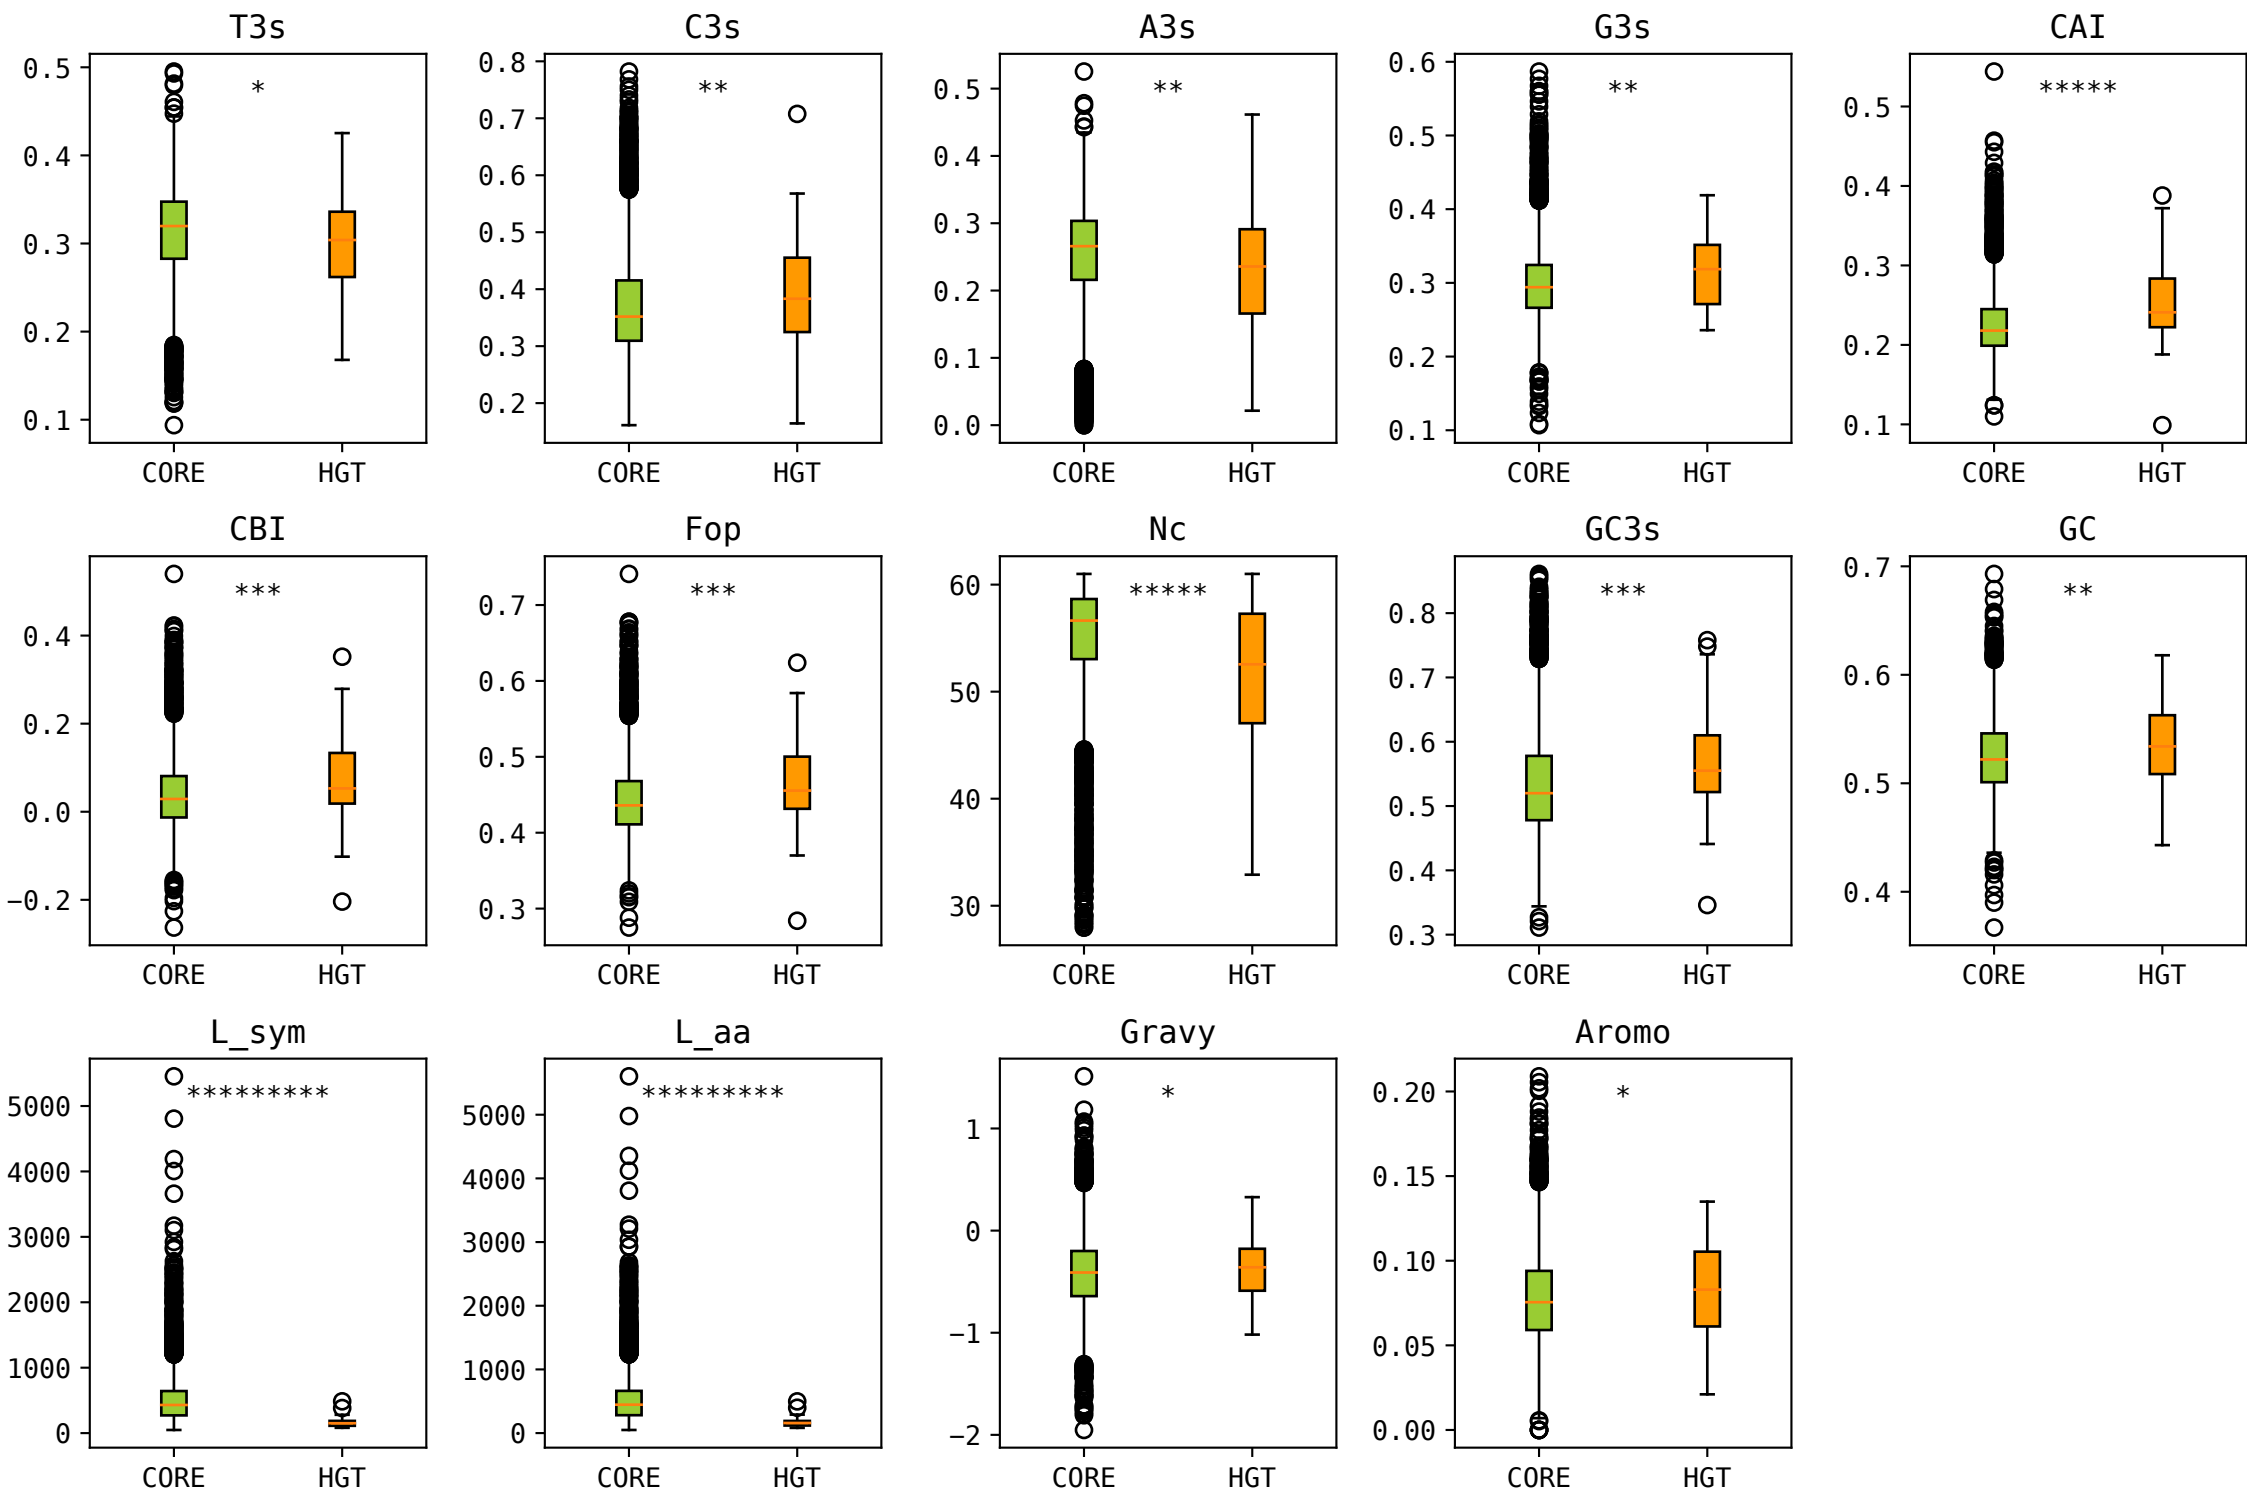 T3s
C3s
A3s
G3s
CAI
0.5
0.4
0.3
0.2
0.1
*
CORE
HGT
0.8
0.7
0.6
0.5
0.4
0.3
0.2
**
CORE
HGT
0.5
0.4
0.3
0.2
0.1
0.0
**
CORE
HGT
0.6
0.5
0.4
0.3
0.2
0.1
**
CORE
HGT
0.5
0.4
0.3
0.2
0.1
*****
CORE
HGT
CBI
Fop
Nc
GC3s
GC
0.4
0.2
0.0
−0.2
***
CORE
HGT
0.7
0.6
0.5
0.4
0.3
***
CORE
HGT
60
50
40
30
*****
CORE
HGT
0.8
0.7
0.6
0.5
0.4
0.3
***
CORE
HGT
0.7
0.6
0.5
0.4
**
CORE
HGT
L_sym
L_aa
Gravy
Aromo
5000
4000
3000
2000
1000
0
*********
CORE
HGT
5000
4000
3000
2000
1000
0
*********
CORE
HGT
1
0
−1
−2
*
CORE
HGT
0.20
0.15
0.10
0.05
0.00
*
CORE
HGT